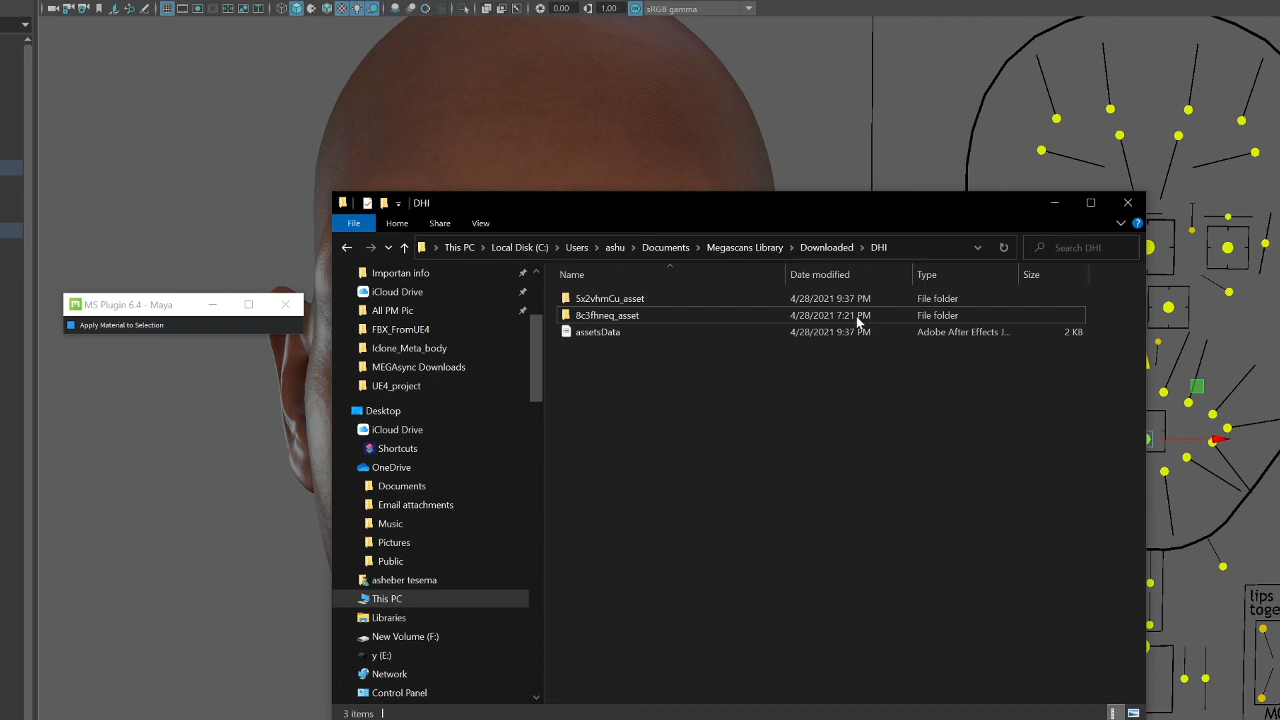 0.00
1.00
sRGB gamma
DHI
File
Home
Share
View
This PC
Local Disk (C:)
Users
ashu
Documents
Megascans Library
Downloaded
DHI
Search DHI
Name
Date modified
Type
Size
Importan info
iCloud Drive
All PM Pic
FBX_FromUE4
Iclone_Meta_body
MEGAsync Downloads
UE4_project
Desktop
iCloud Drive
Shortcuts
OneDrive
Documents
Email attachments
Music
Pictures
Public
asheber tesema
This PC
Libraries
New Volume (F:)
y (E:)
Network
Control Panel
5x2vhmCu_asset 4/28/2021 9:37 PM File folder
8c3fhneq_asset 4/28/2021 7:21 PM File folder
assetsData 4/28/2021 9:37 PM Adobe After Effects J... 2 KB
3 items
MS Plugin 6.4 - Maya
Apply Material to Selection
lips